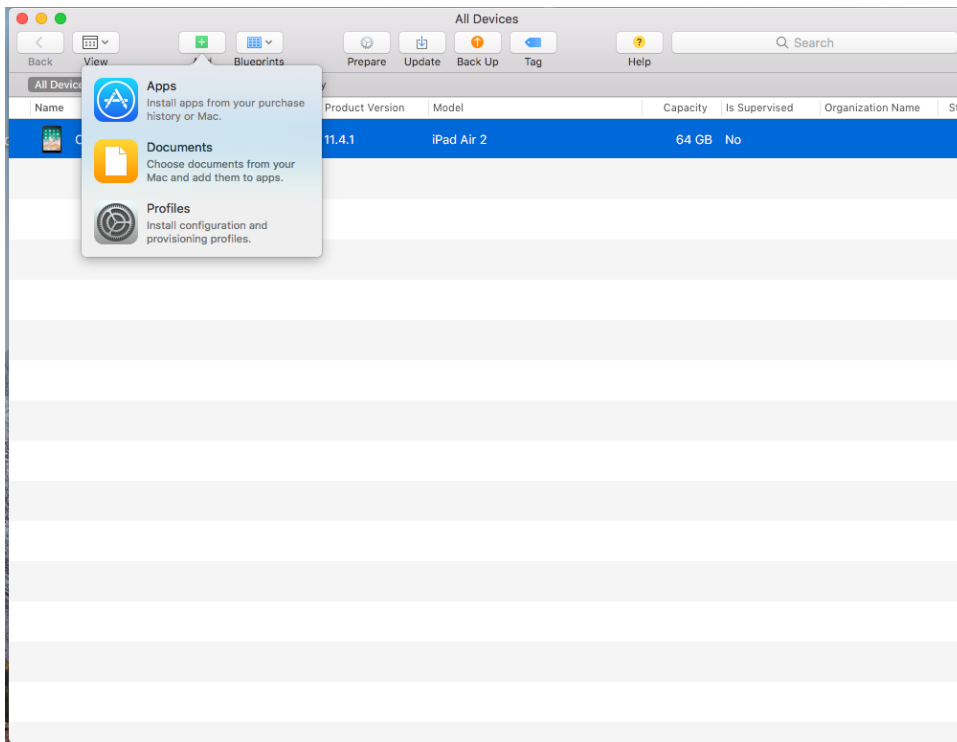 All Devices
Back View Blueprints Prepare Update Back Up Tag ? Help Search
All Device
Name Product Version Model Capacity Is Supervised Organization Name St
11.4.1 iPad Air 2 64 GB No
Apps
Install apps from your purchase
history or Mac.
Documents
Choose documents from your
Mac and add them to apps.
Profiles
Install configuration and
provisioning profiles.